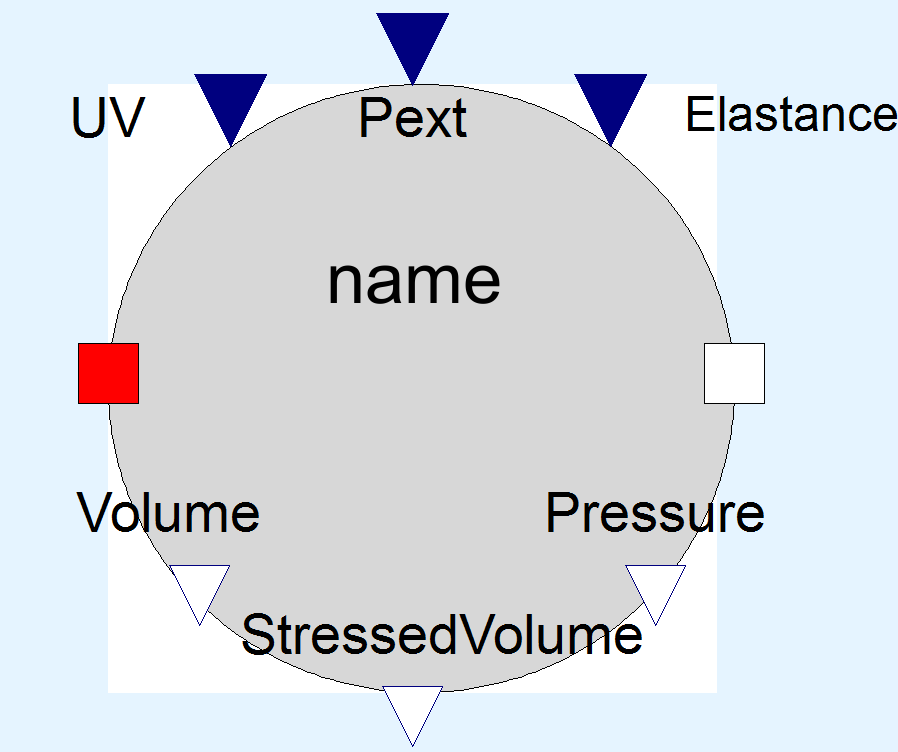 UV
Pext
Elastance
name
Volume
Pressure
StressedVolume